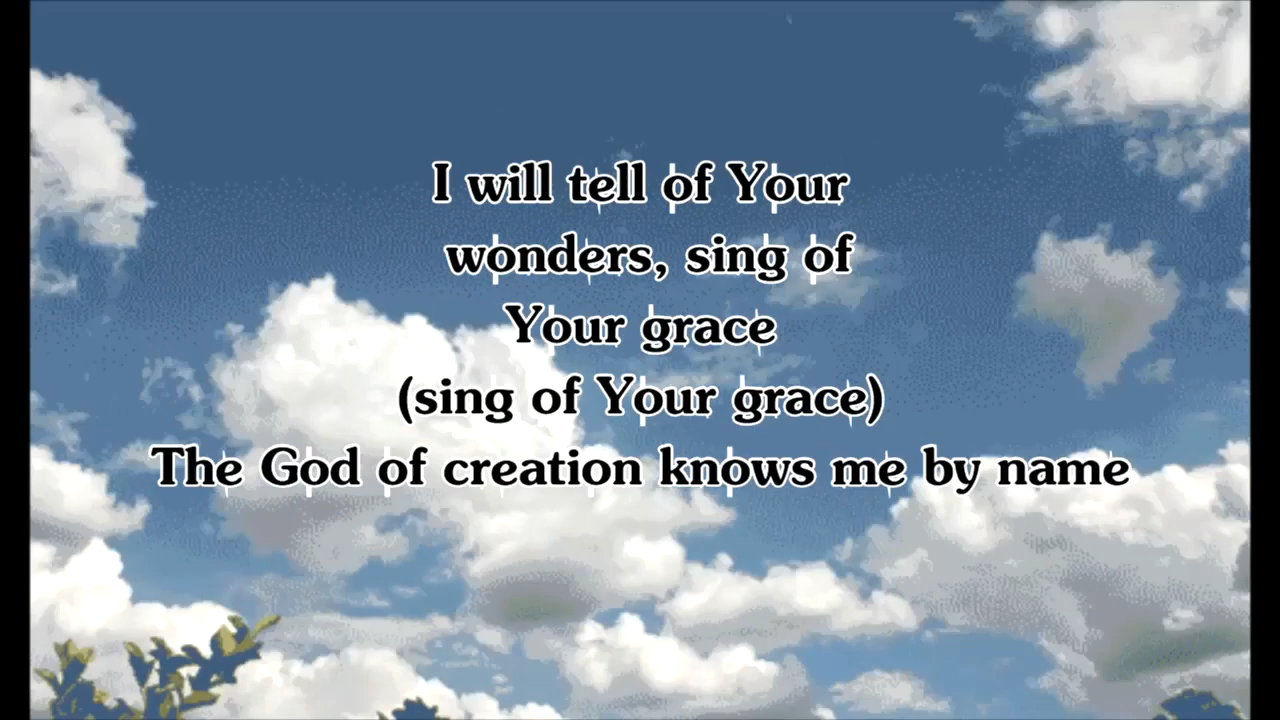 I will tell of Your
wonders, sing of
Your grace
(sing of Your grace)
The God of creation knows me by name